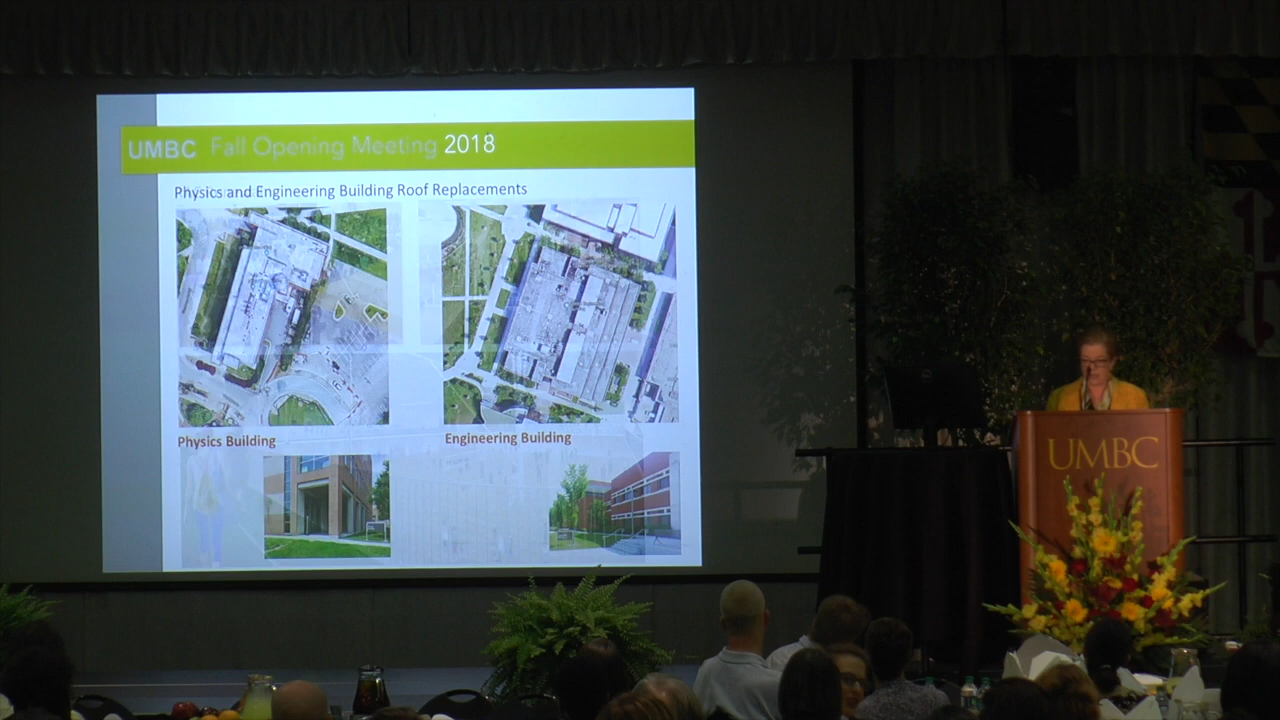 UMBC Fall Opening Meeting 2018
Physics and Engineering Building Roof Replacements
Physics Building
Engineering Building
UMBC